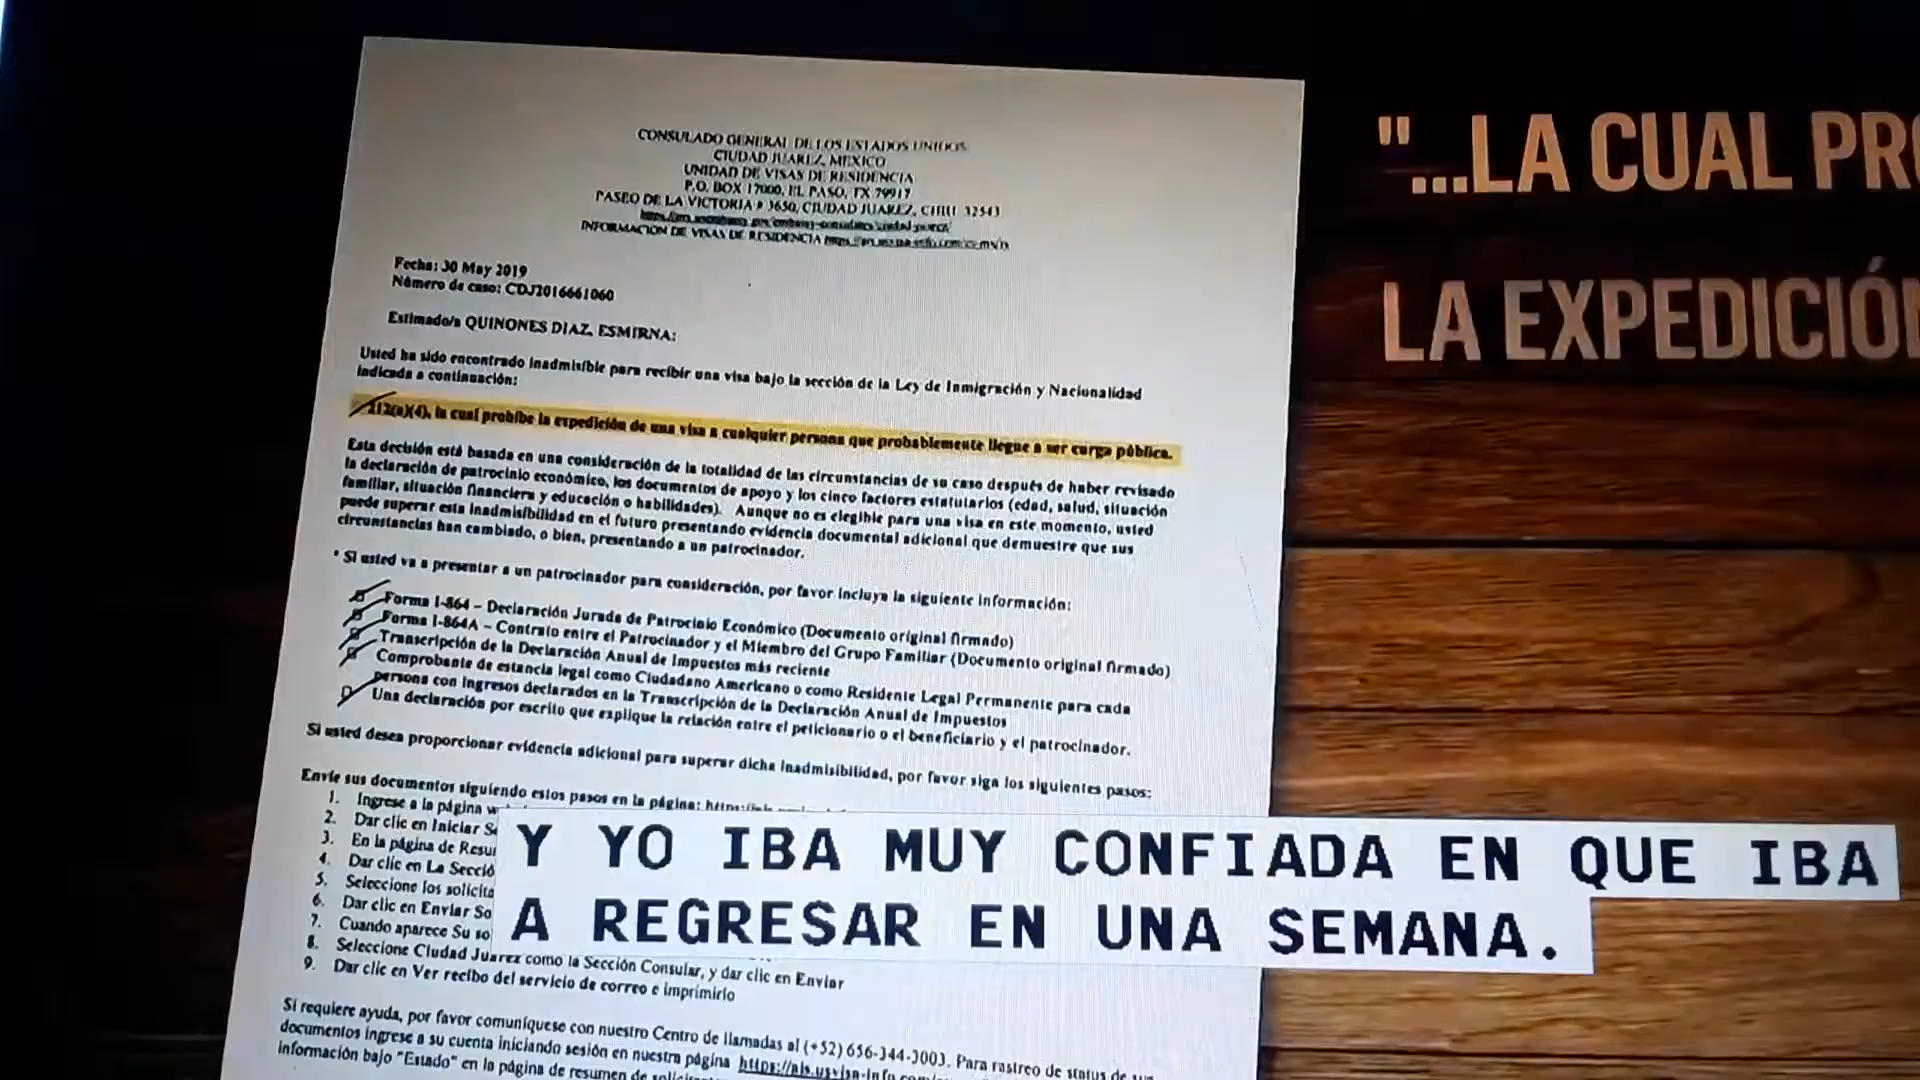 CONSULADO GENERAL DE LOS ESTADOS UNIDOS
CIUDAD JUAREZ, MEXICO
UNIDAD DE VISAS DE RESIDENCIA
P.O. BOX 17000, EL PASO, TX 79917
PASEO DE LA VICTORIA # 3650, CIUDAD JUAREZ, CHIH 32543
INFORMACION DE VISAS DE RESIDENCIA
Fecha: 30 May 2019
Número de caso: CDJ2016661060
Estimado/a QUINONES DIAZ, ESMIRNA:
Usted ha sido encontrado inadmisible para recibir una visa bajo la sección de la Ley de Inmigración y Nacionalidad
indicada a continuación:
212(a)(4), la cual prohíbe la expedición de una visa a cualquier persona que probablemente llegue a ser carga pública.
Esta decisión está basada en una consideración de la totalidad de las circunstancias de su caso después de haber revisado
la declaración de patrocinio económico, los documentos de apoyo y los cinco factores estatutarios (edad, salud, situación
familiar, situación financiera y educación o habilidades). Aunque no es elegible para una visa en este momento, usted
puede superar esta inadmisibilidad en el futuro presentando evidencia documental adicional que demuestre que sus
circunstancias han cambiado, o bien, presentando a un patrocinador.
* Si usted va a presentar a un patrocinador para consideración, por favor incluya la siguiente información:
Forma I-864 – Declaración Jurada de Patrocinio Económico (Documento original firmado)
Forma I-864A – Contrato entre el Patrocinador y el Miembro del Grupo Familiar (Documento original firmado)
Transcripción de la Declaración Anual de Impuestos más reciente
Comprobante de estancia legal como Ciudadano Americano o como Residente Legal Permanente para cada
persona con ingresos declarados en la Transcripción de la Declaración Anual de Impuestos
Una declaración por escrito que explique la relación entre el peticionario o el beneficiario y el patrocinador.
Si usted desea proporcionar evidencia adicional para superar dicha inadmisibilidad, por favor siga los siguientes pasos:
Envíe sus documentos siguiendo estos pasos en la página:
1. Ingrese a la página
2. Dar clic en Iniciar
3. En la página de
4. Dar clic en La
5. Seleccione los
6. Dar clic en Enviar
7. Cuando aparece Su
8. Seleccione Ciudad Juarez como la Sección Consular, y dar clic en Enviar
9. Dar clic en Ver recibo del servicio de correo e imprimirlo
Si requiere ayuda, por favor comuníquese con nuestro Centro de llamadas al (+52) 656-344-3003. Para rastreo de status de
documentos ingrese a su cuenta iniciando sesión en nuestra página
información bajo "Estado" en la página de resumen de
"...LA CUAL PRO
LA EXPEDICIÓN
Y YO IBA MUY CONFIADA EN QUE IBA
A REGRESAR EN UNA SEMANA.